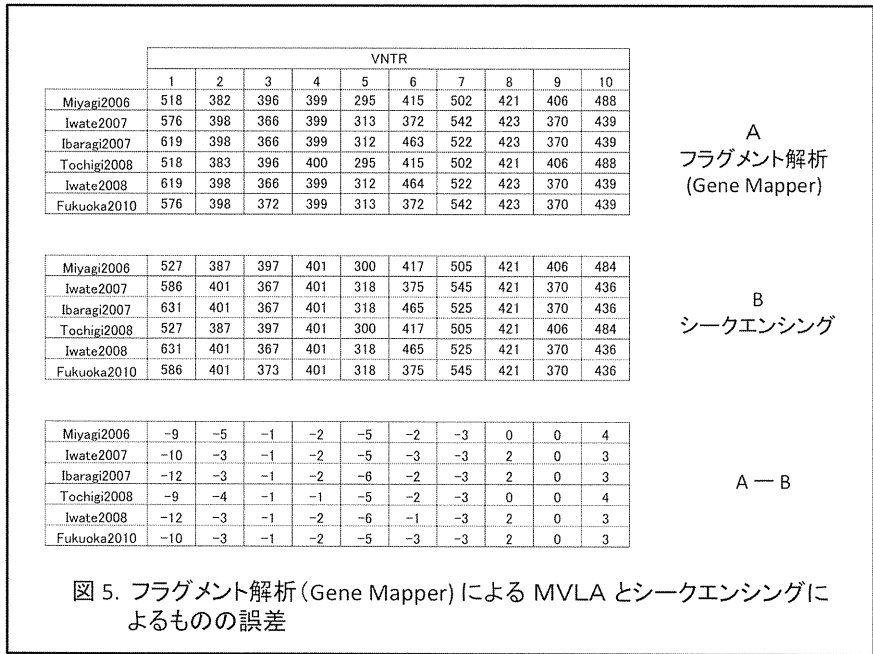 VNTR
1 2 3 4 5 6 7 8 9 10
Miyagi2006 518 382 396 399 295 415 502 421 406 488
Iwate2007 576 398 366 399 313 372 542 423 370 439
Ibaragi2007 619 398 366 399 312 463 522 423 370 439
Tochigi2008 518 383 396 400 295 415 502 421 406 488
Iwate2008 619 398 366 399 312 464 522 423 370 439
Fukuoka2010 576 398 372 399 313 372 542 423 370 439
A
フラグメント解析
(Gene Mapper)
Miyagi2006 527 387 397 401 300 417 505 421 406 484
Iwate2007 586 401 367 401 318 375 545 421 370 436
Ibaragi2007 631 401 367 401 318 465 525 421 370 436
Tochigi2008 527 387 397 401 300 417 505 421 406 484
Iwate2008 631 401 367 401 318 465 525 421 370 436
Fukuoka2010 586 401 373 401 318 375 545 421 370 436
B
シークエンシング
Miyagi2006 -9 -5 -1 -2 -5 -2 -3 0 0 4
Iwate2007 -10 -3 -1 -2 -5 -3 -3 2 0 3
Ibaragi2007 -12 -3 -1 -2 -6 -2 -3 2 0 3
Tochigi2008 -9 -4 -1 -1 -5 -2 -3 0 0 4
Iwate2008 -12 -3 -1 -2 -6 -1 -3 2 0 3
Fukuoka2010 -10 -3 -1 -2 -5 -3 -3 2 0 3
A — B
図 5. フラグメント解析(Gene Mapper) による MVLA とシークエンシングに
よるものの誤差